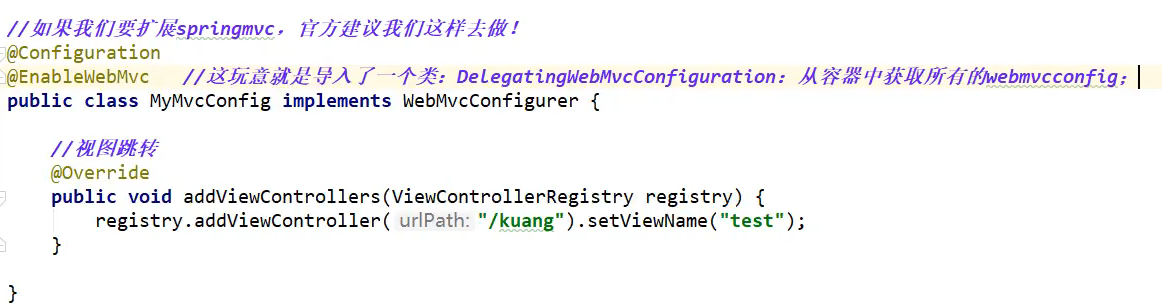 //如果我们要扩展springmvc，官方建议我们这样去做！
@Configuration
@EnableWebMvc   //这玩意就是导入了一个类：DelegatingWebMvcConfiguration：从容器中获取所有的webmvcconfig；
public class MyMvcConfig implements WebMvcConfigurer {
    //视图跳转
    @Override
    public void addViewControllers(ViewControllerRegistry registry) {
        registry.addViewController( urlPath: "/kuang").setViewName("test");
    }
}